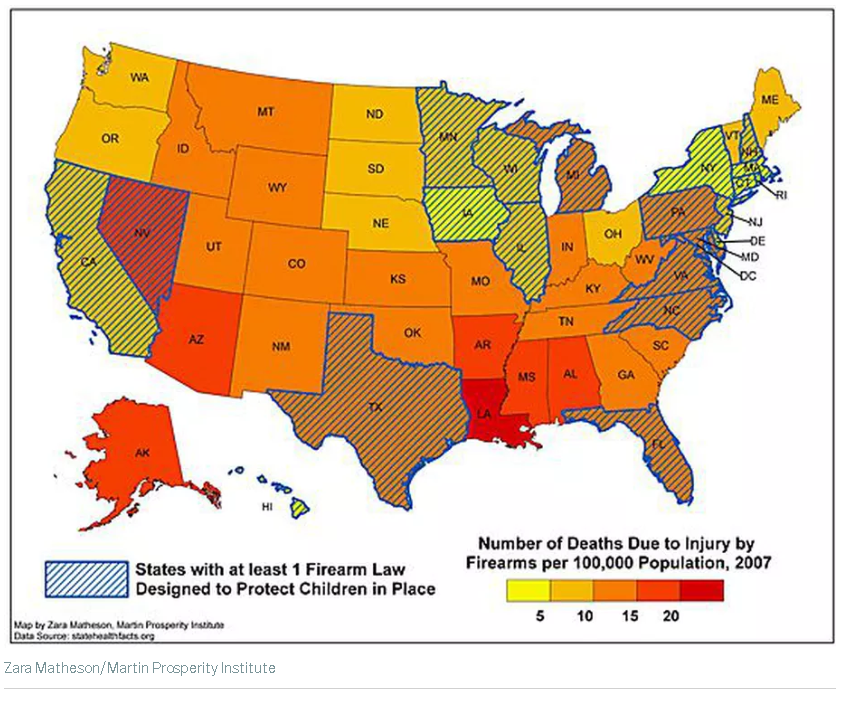 WA
OR
CA
NV
ID
MT
WY
UT
AZ
CO
NM
ND
SD
NE
KS
OK
TX
MN
IA
MO
AR
LA
WI
IL
MI
IN
OH
KY
TN
MS
AL
GA
FL
SC
NC
VA
WV
PA
NY
VT
NH
ME
MA
CT
RI
NJ
DE
MD
DC
AK
HI
States with at least 1 Firearm Law
Designed to Protect Children in Place
Number of Deaths Due to Injury by
Firearms per 100,000 Population, 2007
5 10 15 20
Map by Zara Matheson, Martin Prosperity Institute
Data Source: statehealthfacts.org
Zara Matheson/Martin Prosperity Institute